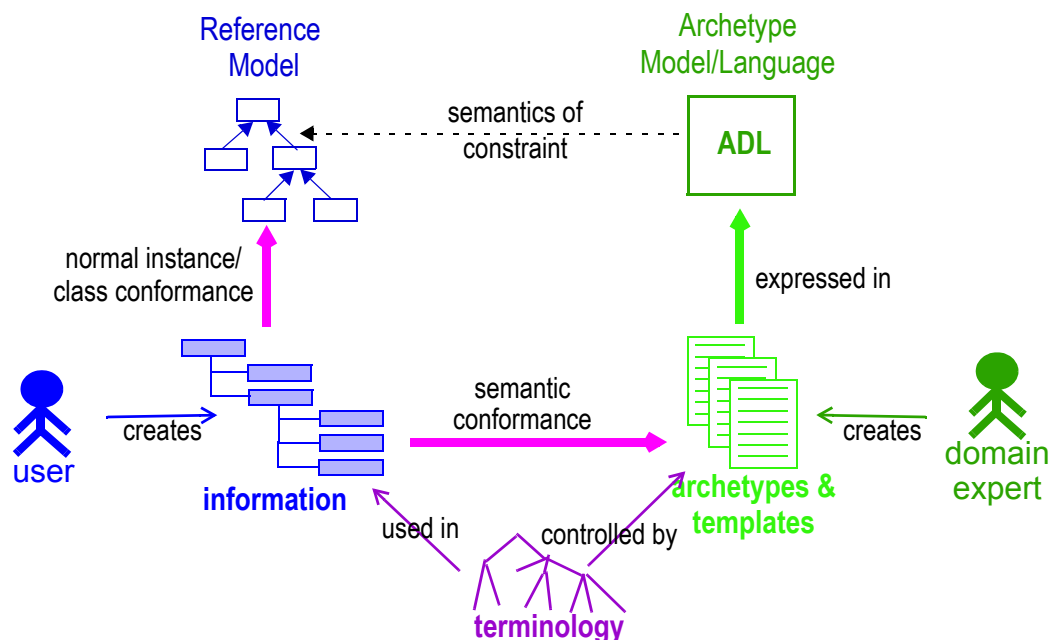 Reference
Model
Archetype
Model/Language
semantics of
constraint
ADL
normal instance/
class conformance
expressed in
semantic
conformance
creates
user
information
creates
domain
expert
archetypes &
templates
used in
controlled by
terminology